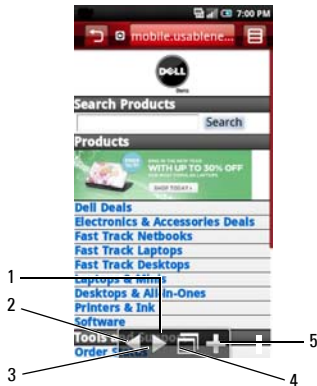 7:00 PM
mobile.usablene...
DELL
Search Products
Search
Products
WITH UP TO 30% OFF
SHOP TODAY
Dell Deals
Electronics & Accessories Deals
Fast Track Netbooks
Fast Track Laptops
Fast Track Desktops
Laptops & Minis
Desktops & All-In-Ones
Printers & Ink
Software
Tools
Order Status
1
2
3
4
5